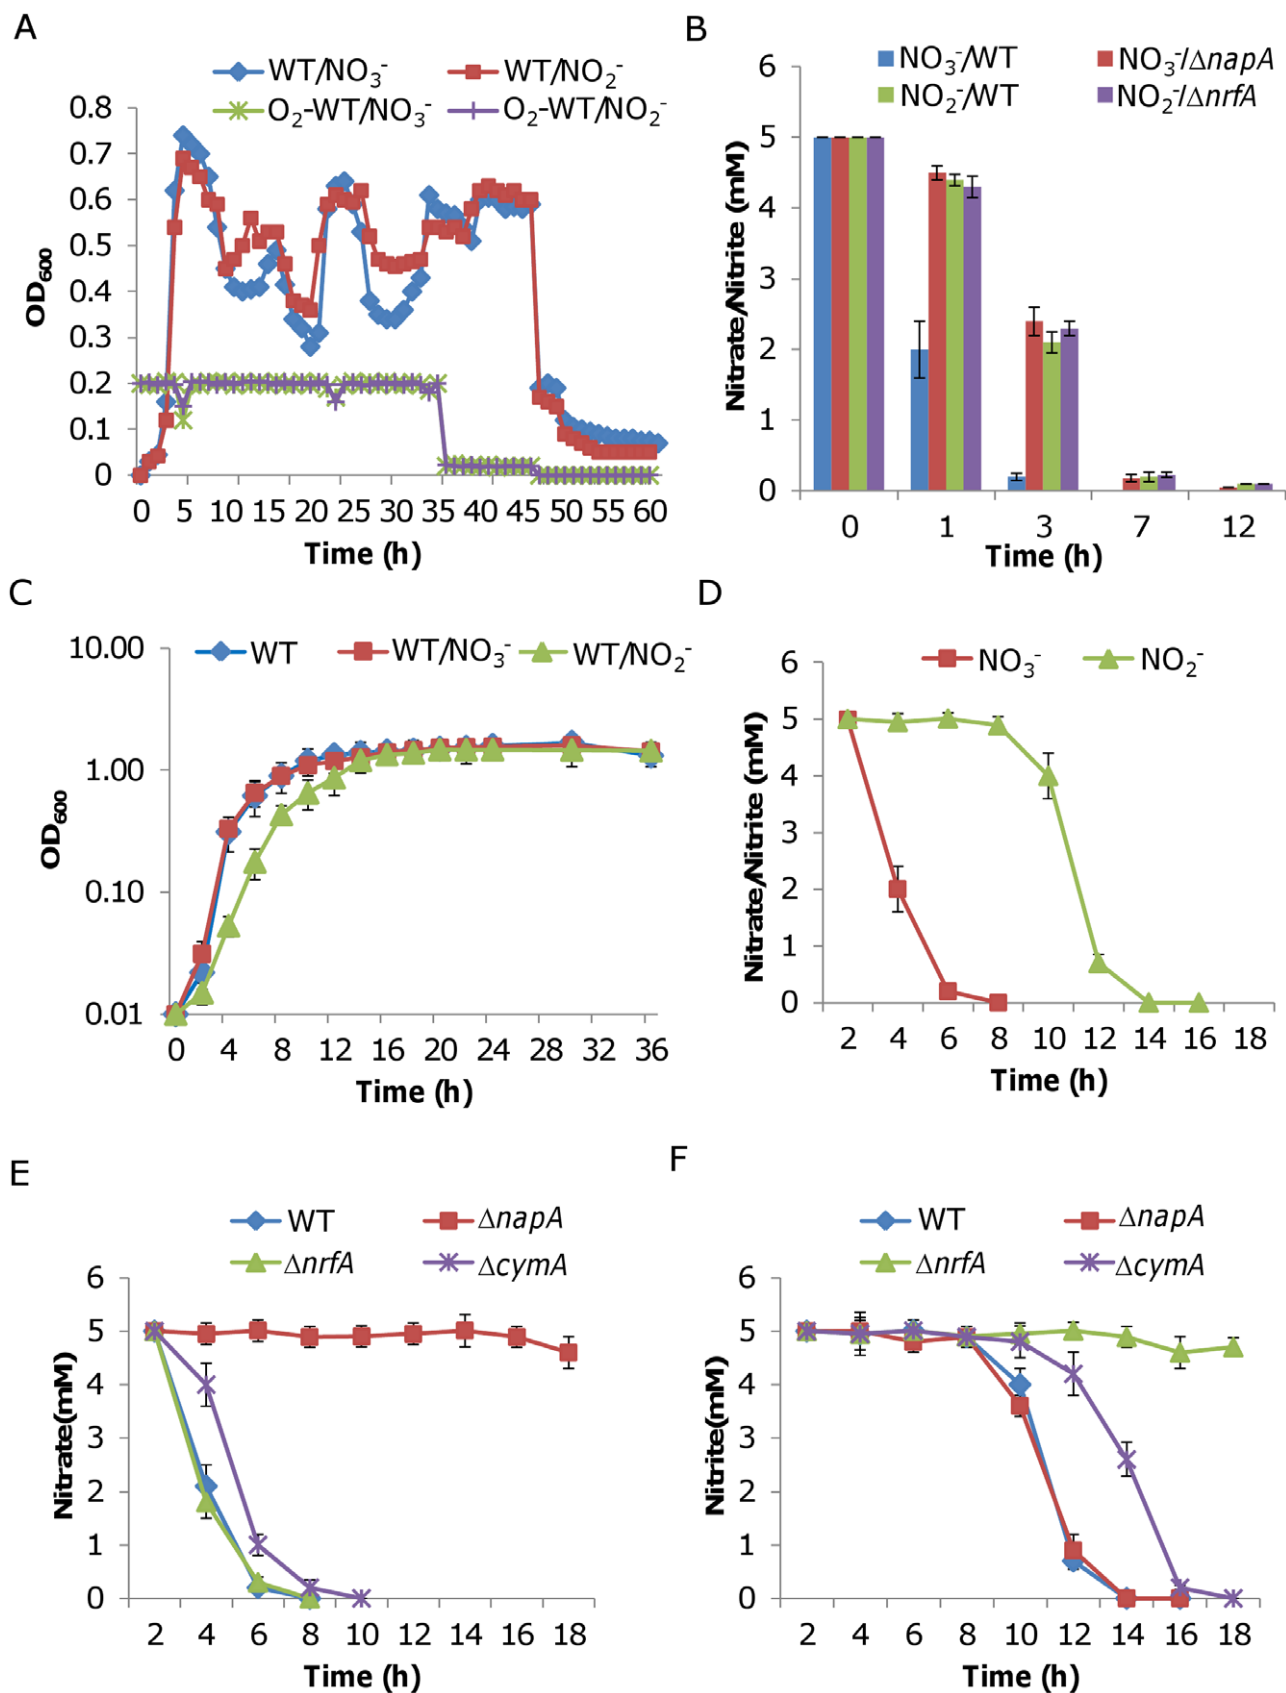 A
WT/NO₃⁻ WT/NO₂⁻
O₂-WT/NO₃⁻ O₂-WT/NO₂⁻
0.8
0.7
0.6
0.5
0.4
0.3
0.2
0.1
0
OD₆₀₀
0 5 10 15 20 25 30 35 40 45 55 60
Time (h)
B
NO₃⁻/WT NO₃⁻/ΔnapA
NO₂⁻/WT NO₂⁻/ΔnrfA
6
5
4
3
2
1
0
Nitrate/Nitrite (mM)
0 1 3 7 12
Time (h)
C
WT WT/NO₃⁻ WT/NO₂⁻
10.00
1.00
0.10
0.01
OD₆₀₀
0 4 8 12 16 20 24 28 32 36
Time (h)
D
NO₃⁻ NO₂⁻
6
5
4
3
2
1
0
Nitrate/Nitrite (mM)
2 4 6 8 10 12 14 16 18
Time (h)
E
WT ΔnapA
ΔnrfA ΔcymA
6
5
4
3
2
1
0
Nitrate(mM)
2 4 6 8 10 12 14 16 18
Time (h)
F
WT ΔnapA
ΔnrfA ΔcymA
6
5
4
3
2
1
0
Nitrite(mM)
2 4 6 8 10 12 14 16 18
Time (h)